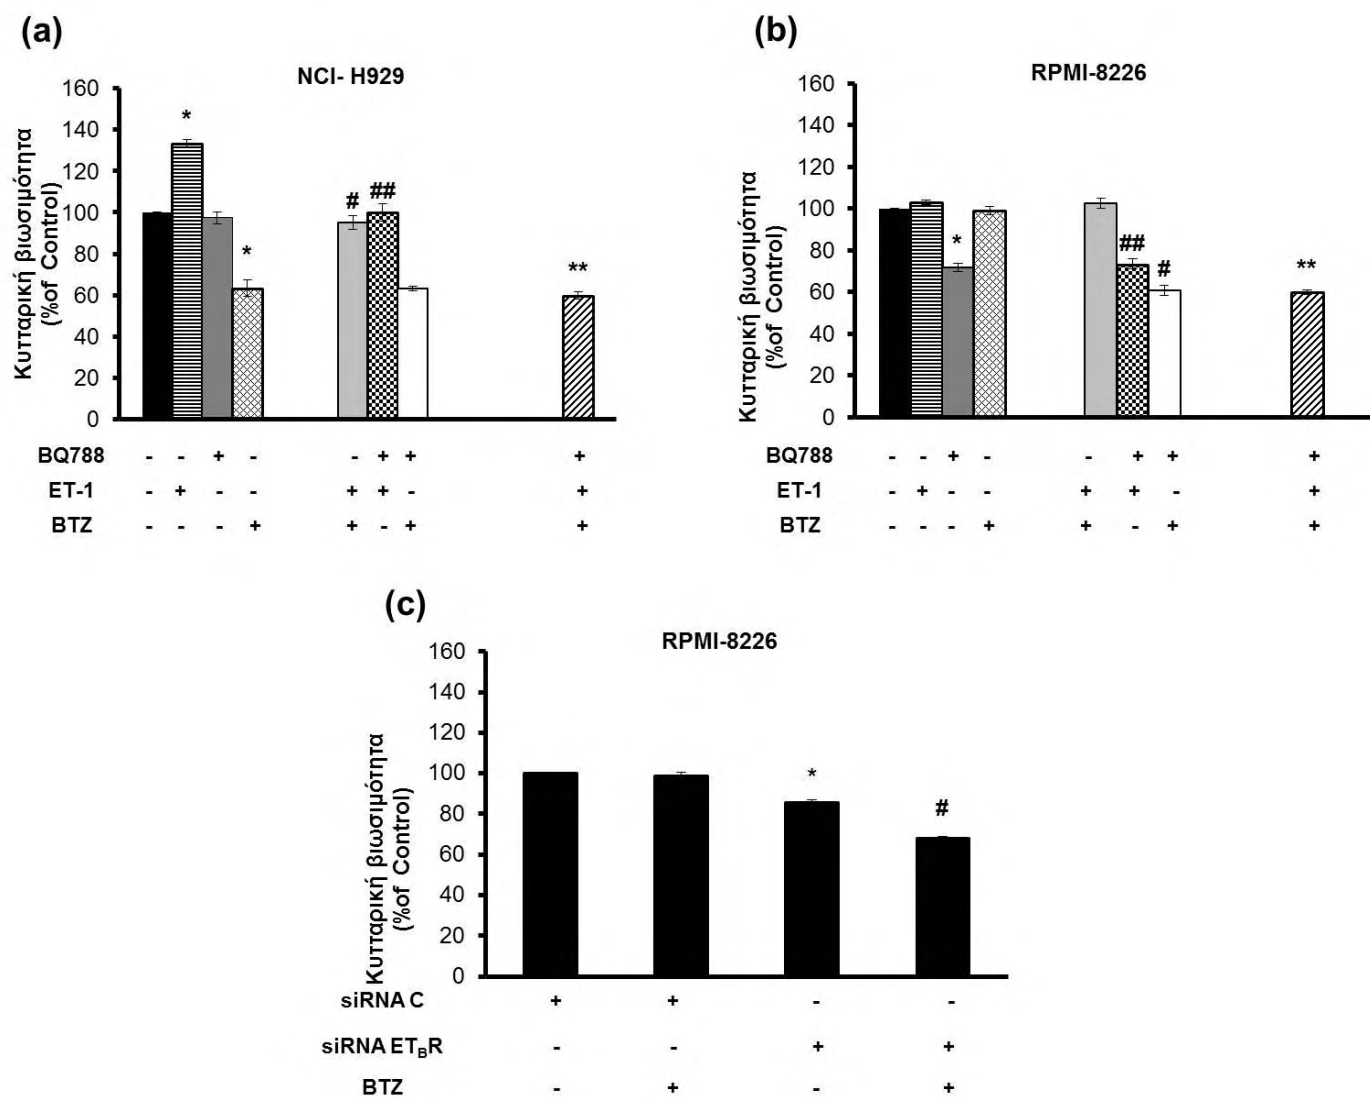 (a)
NCI- H929
Κυτταρική βιωσιμότητα
(%of Control)
160
140
120
100
80
60
40
20
0
*
*
#
##
**
BQ788 - - + - - + + +
ET-1 - + - - + + - +
BTZ - - - + + - + +
(b)
RPMI-8226
Κυτταρική βιωσιμότητα
(%of Control)
160
140
120
100
80
60
40
20
0
*
##
#
**
BQ788 - - + - - + + +
ET-1 - + - - + + - +
BTZ - - - + + - + +
(c)
RPMI-8226
Κυτταρική βιωσιμότητα
(%of Control)
160
140
120
100
80
60
40
20
0
*
#
siRNA C + + - -
siRNA ET_BR - - + +
BTZ - + - +